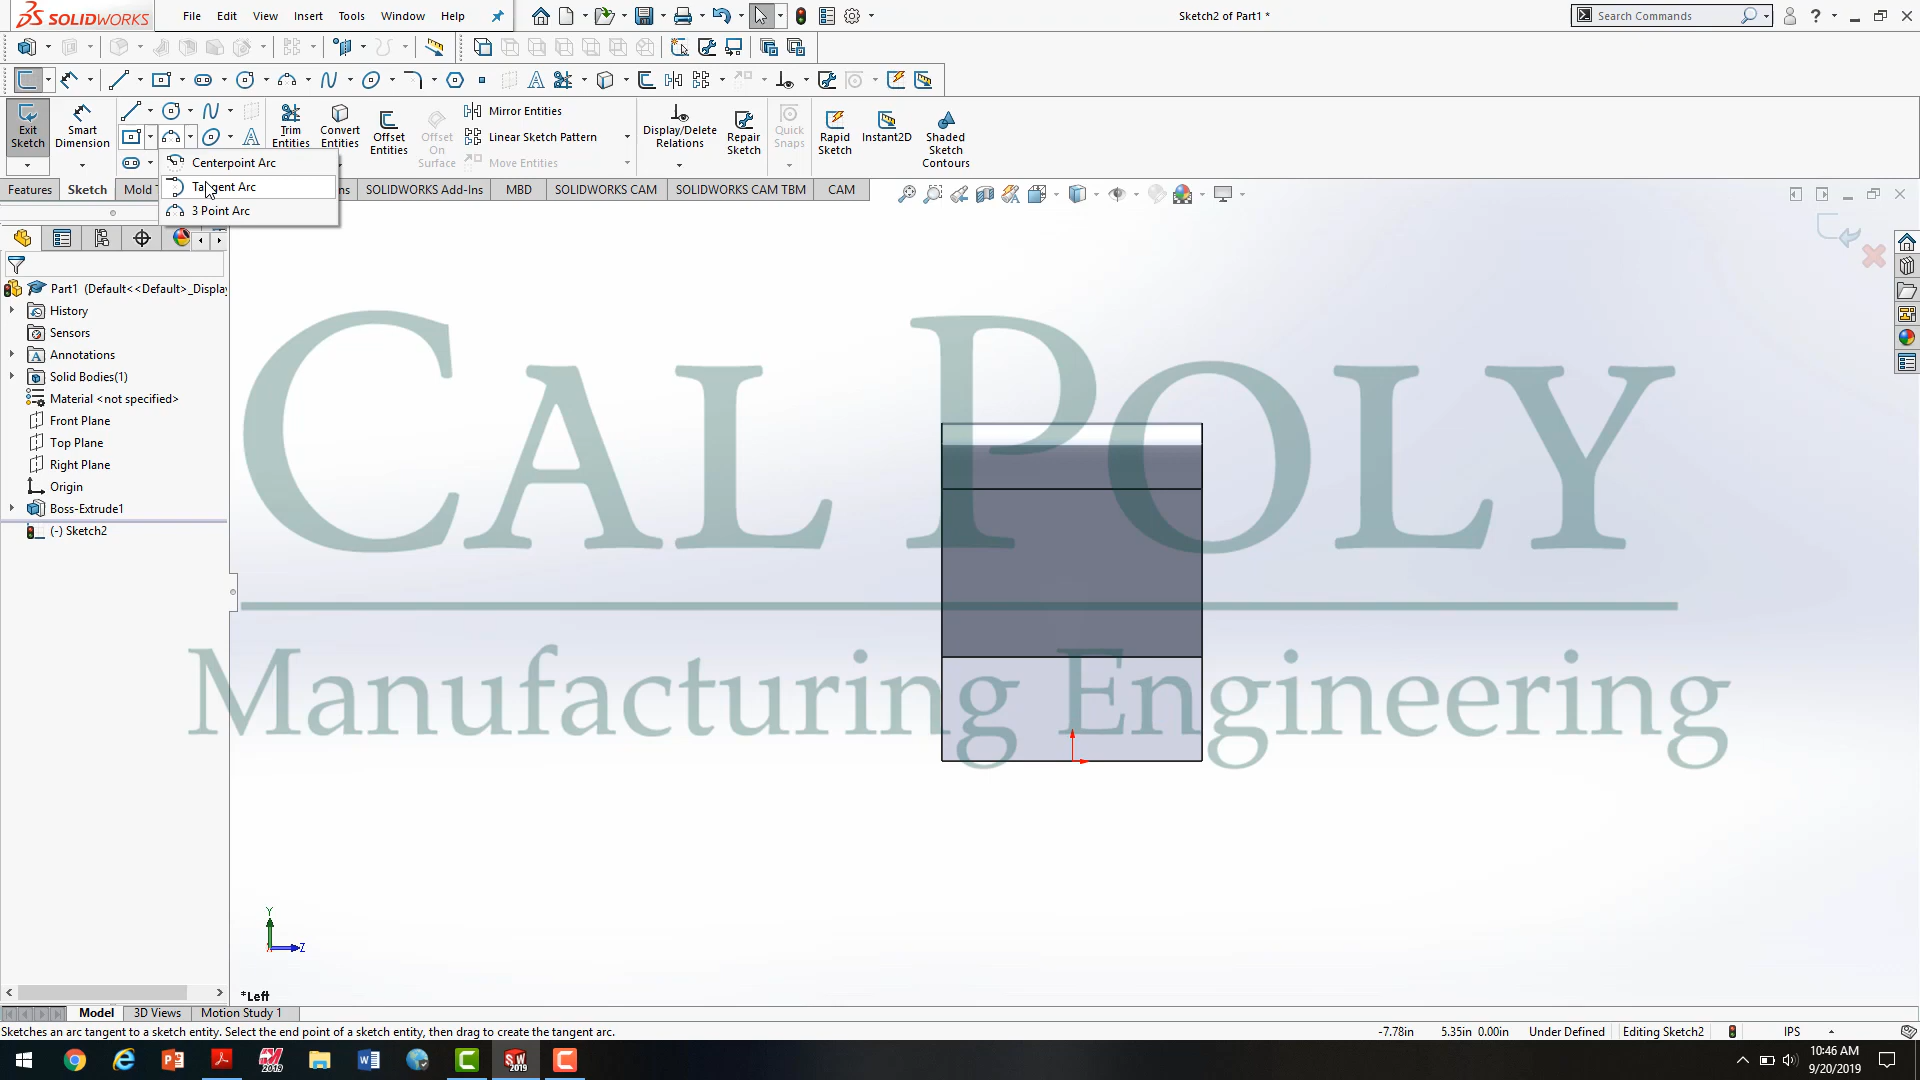 SOLIDWORKS File Edit View Insert Tools Window Help Sketch2 of Part1 * Search Commands
Exit Sketch
Smart Dimension
Trim Entities
Convert Entities
Offset Entities
Offset On Surface
Mirror Entities
Linear Sketch Pattern
Move Entities
Display/Delete Relations
Repair Sketch
Quick Snaps
Rapid Sketch
Instant2D
Shaded Sketch Contours
Centerpoint Arc
Tangent Arc
3 Point Arc
Features Sketch Mold SOLIDWORKS Add-Ins MBD SOLIDWORKS CAM SOLIDWORKS CAM TBM CAM
Part1 (Default<<Default>_Display
History
Sensors
Annotations
Solid Bodies(1)
Material <not specified>
Front Plane
Top Plane
Right Plane
Origin
Boss-Extrude1
(-) Sketch2
CAL POLY
Manufacturing Engineering
Y
Z
*Left
Model 3D Views Motion Study 1
Sketches an arc tangent to a sketch entity. Select the end point of a sketch entity, then drag to create the tangent arc. -7.78in 5.35in 0.00in Under Defined Editing Sketch2 IPS
10:46 AM
9/20/2019